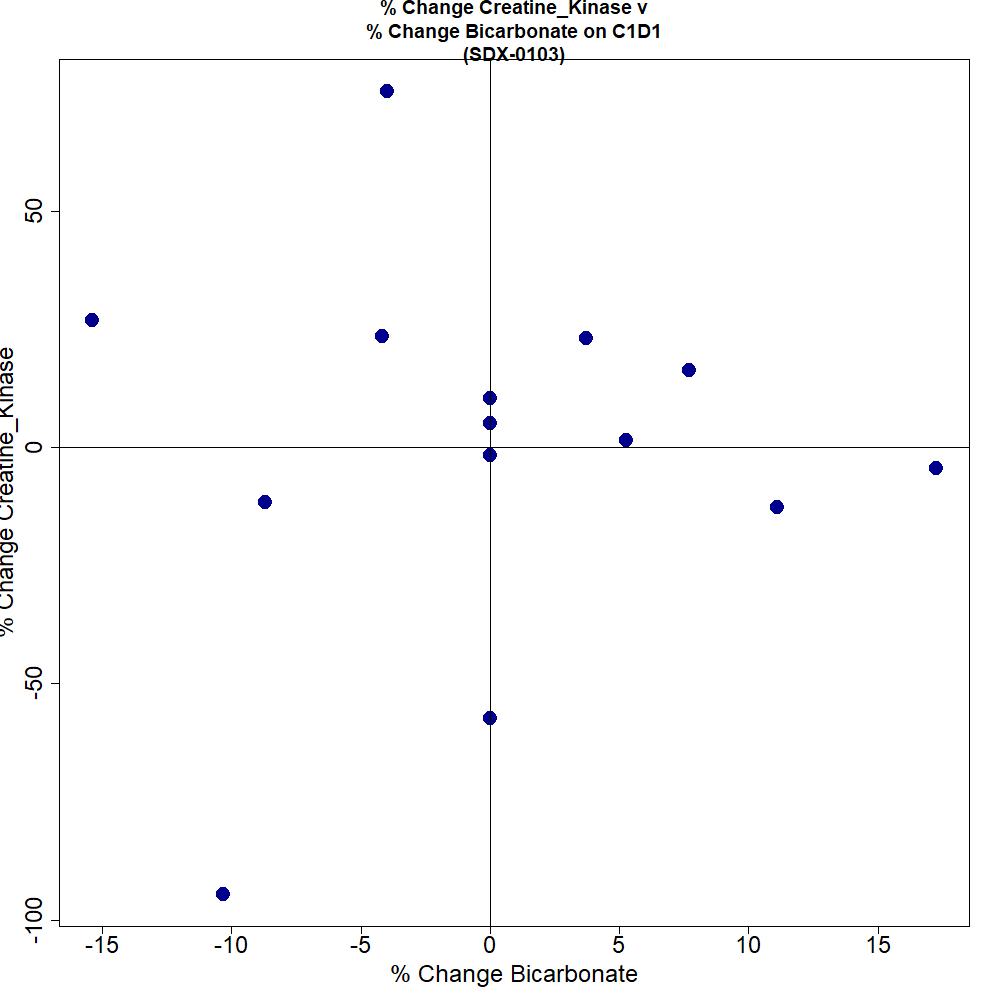 % Change Creatine_Kinase v
% Change Bicarbonate on C1D1
(SDX-0103)
% Change Creatine_Kinase
50
0
-50
-100
-15
-10
-5
0
5
10
15
% Change Bicarbonate